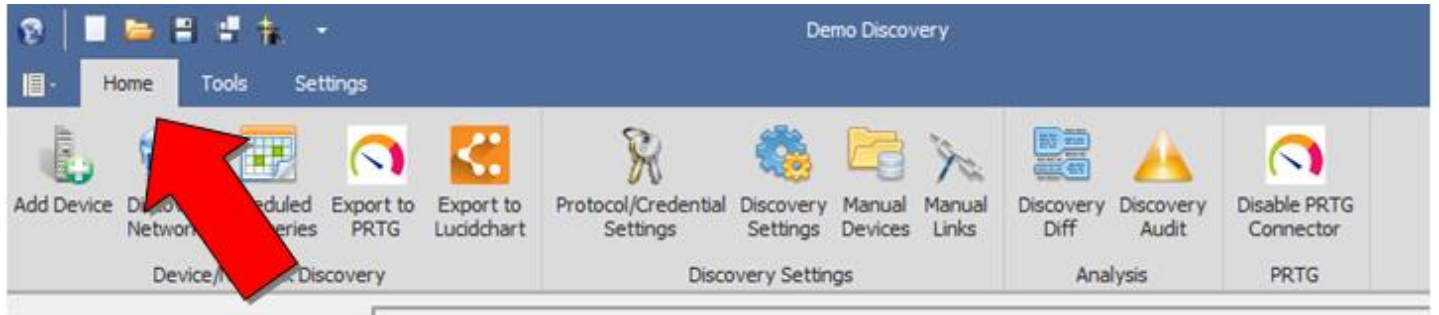 Demo Discovery
Home Tools Settings
Add Device
Network
Export to
PRTG
Export to
Lucidchart
Protocol/Credential
Settings
Discovery
Settings
Manual
Devices
Manual
Links
Discovery
Diff
Discovery
Audit
Disable PRTG
Connector
Discovery Settings
Analysis
PRTG